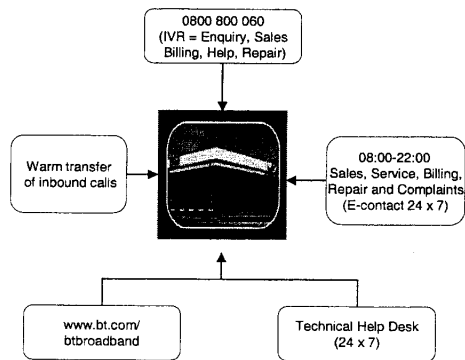 0800 800 060
(IVR = Enquiry, Sales
Billing, Help, Repair)
Warm transfer
of inbound calls
08:00-22:00
Sales, Service, Billing,
Repair and Complaints
(E-contact 24 x 7)
www.bt.com/
btbroadband
Technical Help Desk
(24 x 7)